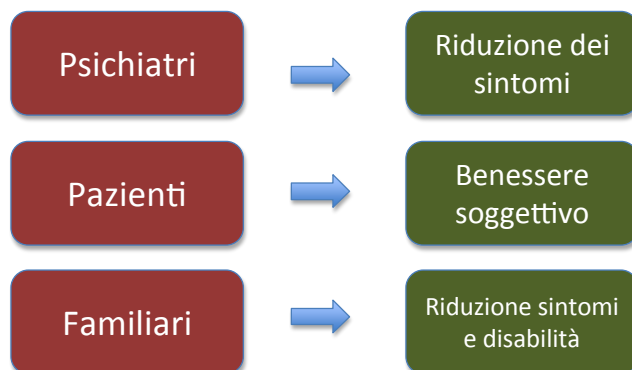 Psichiatri
Riduzione dei
sintomi
Pazienti
Benessere
soggettivo
Familiari
Riduzione sintomi
e disabilità